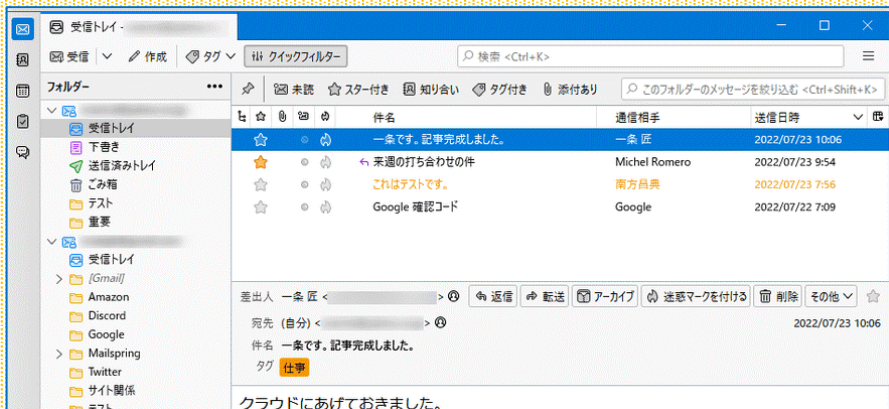 受信トレイ -
受信 作成 タグ クイックフィルター 検索 <Ctrl+K>
フォルダー ••• 未読 スター付き 知り合い タグ付き 添付あり このフォルダーのメッセージを絞り込む <Ctrl+Shift+K>
件名 通信相手 送信日時
受信トレイ
下書き
送信済みトレイ
ごみ箱
テスト
重要
受信トレイ
[Gmail]
Amazon
Discord
Google
Mailspring
Twitter
サイト関係
テスト
一条です。記事完成しました。 一条 匠 2022/07/23 10:06
来週の打ち合わせの件 Michel Romero 2022/07/23 9:54
これはテストです。 南方昌典 2022/07/23 7:56
Google 確認コード Google 2022/07/22 7:09
差出人 一条 匠 < > 返信 転送 アーカイブ 迷惑マークを付ける 削除 その他
宛先 (自分) < > 2022/07/23 10:06
件名 一条です。記事完成しました。
タグ 仕事
クラウドにあげておきました。